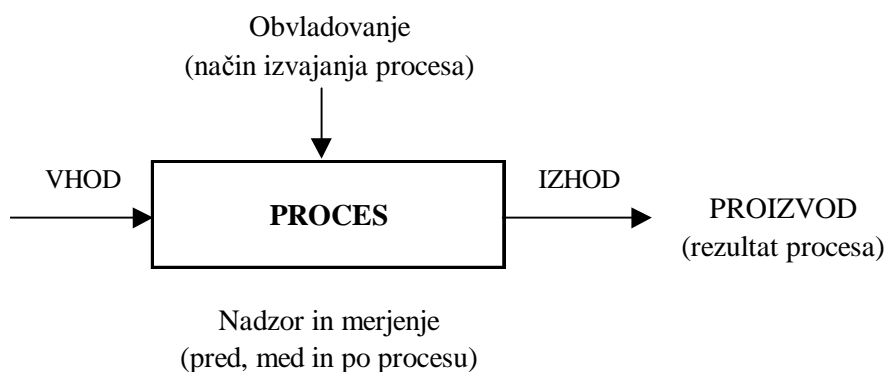 Obvladovanje
(način izvajanja procesa)
VHOD
PROCES
IZHOD
PROIZVOD
(rezultat procesa)
Nadzor in merjenje
(pred, med in po procesu)